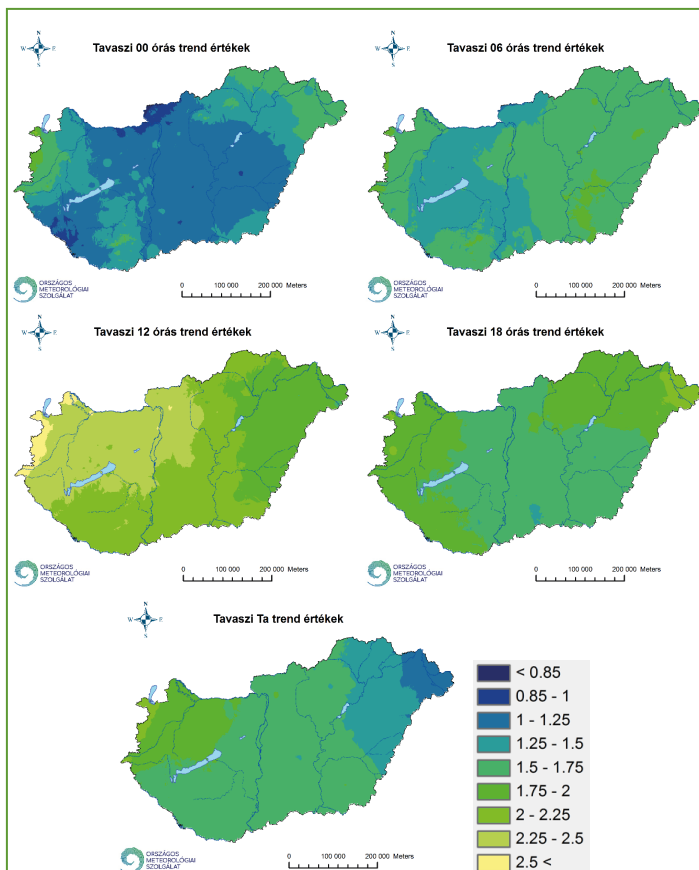 N
W E
S
Tavaszi 00 órás trend értékek
ORSZÁGOS
METEOROLÓGIAI
SZOLGÁLAT
0 100 000 200 000 Meters
N
W E
S
Tavaszi 06 órás trend értékek
ORSZÁGOS
METEOROLÓGIAI
SZOLGÁLAT
0 100 000 200 000 Meters
N
W E
S
Tavaszi 12 órás trend értékek
ORSZÁGOS
METEOROLÓGIAI
SZOLGÁLAT
0 100 000 200 000 Meters
N
W E
S
Tavaszi 18 órás trend értékek
ORSZÁGOS
METEOROLÓGIAI
SZOLGÁLAT
0 100 000 200 000 Meters
N
W E
S
Tavaszi Ta trend értékek
ORSZÁGOS
METEOROLÓGIAI
SZOLGÁLAT
0 100 000 200 000 Meters
< 0.85
0.85 - 1
1 - 1.25
1.25 - 1.5
1.5 - 1.75
1.75 - 2
2 - 2.25
2.25 - 2.5
2.5 <